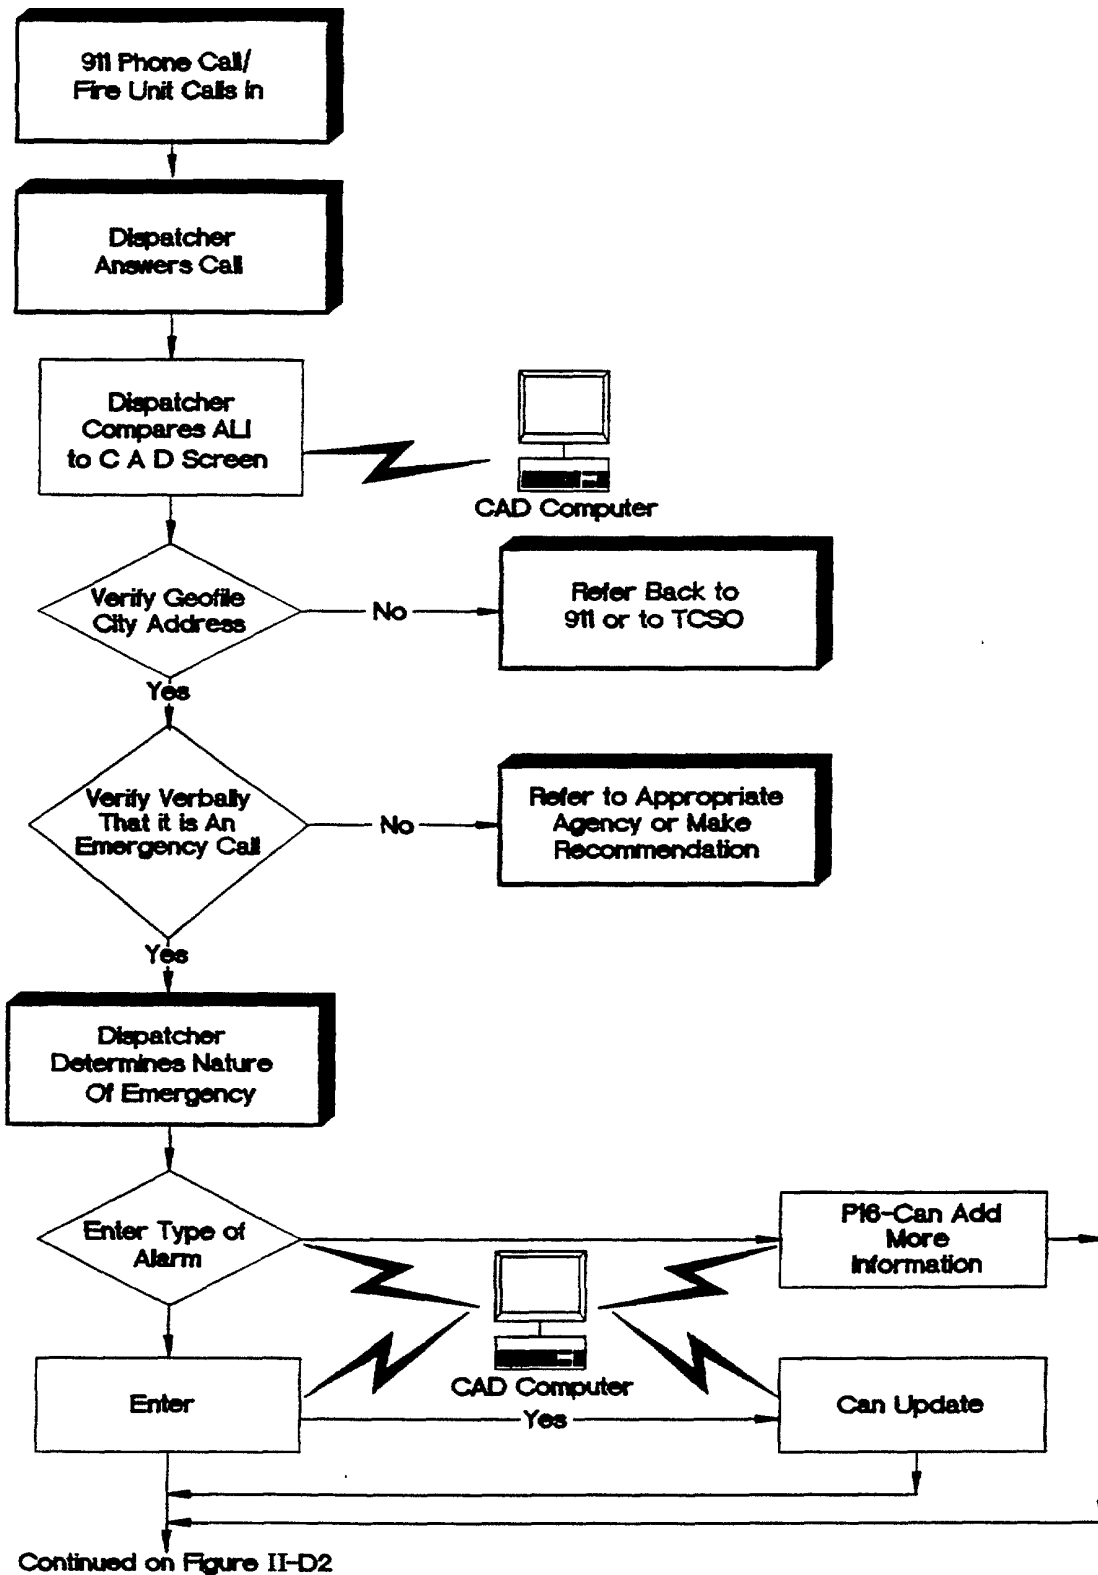 911 Phone Call/
Fire Unit Calls In
Dispatcher
Answers Call
Dispatcher
Compares ALI
to C A D Screen
CAD Computer
Verify Geofile
City Address
No
Refer Back to
911 or to TCSO
Yes
Verify Verbally
That it is An
Emergency Call
No
Refer to Appropriate
Agency or Make
Recommendation
Yes
Dispatcher
Determines Nature
Of Emergency
Enter Type of
Alarm
P16-Can Add
More
Information
CAD Computer
Enter
Yes
Can Update
Continued on Figure II-D2